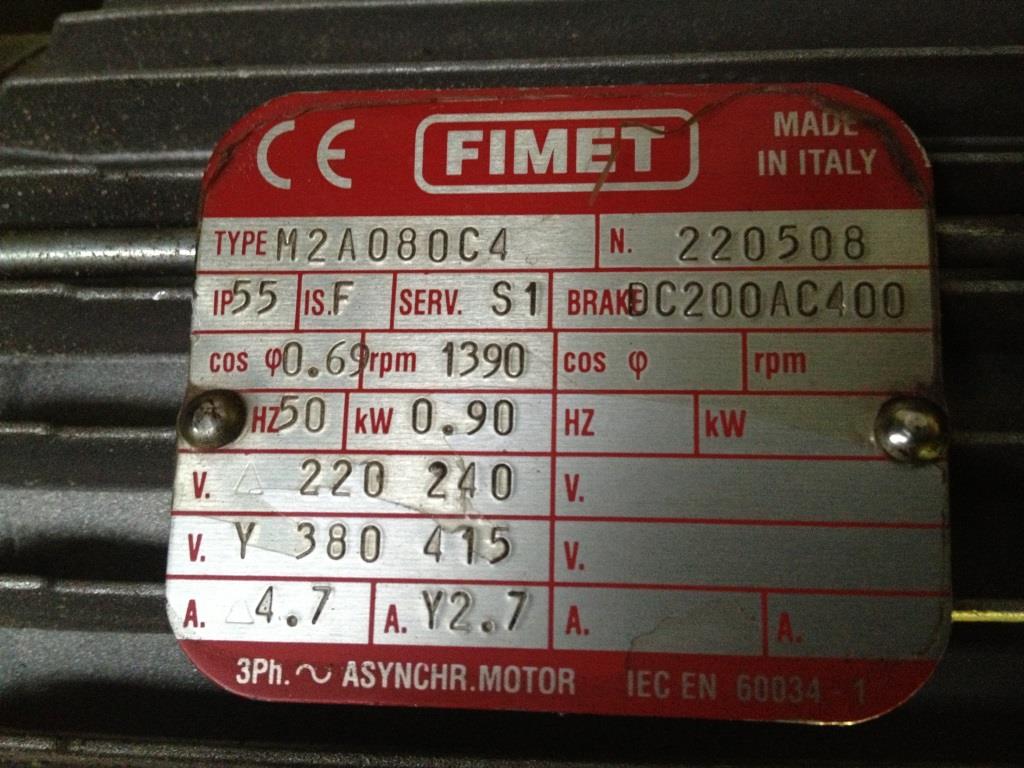 CE FIMET MADE IN ITALY
TYPE M2A080C4 N. 220508
IP55 IS.F SERV. S1 BRAKE DC200AC400
cos φ 0.69 rpm 1390 cos φ rpm
HZ 50 kW 0.90 HZ kW
V. △ 220 240 V.
V. Y 380 415 V.
A. △ 4.7 A. Y2.7 A. A.
3Ph. ~ ASYNCHR.MOTOR IEC EN 60034-1